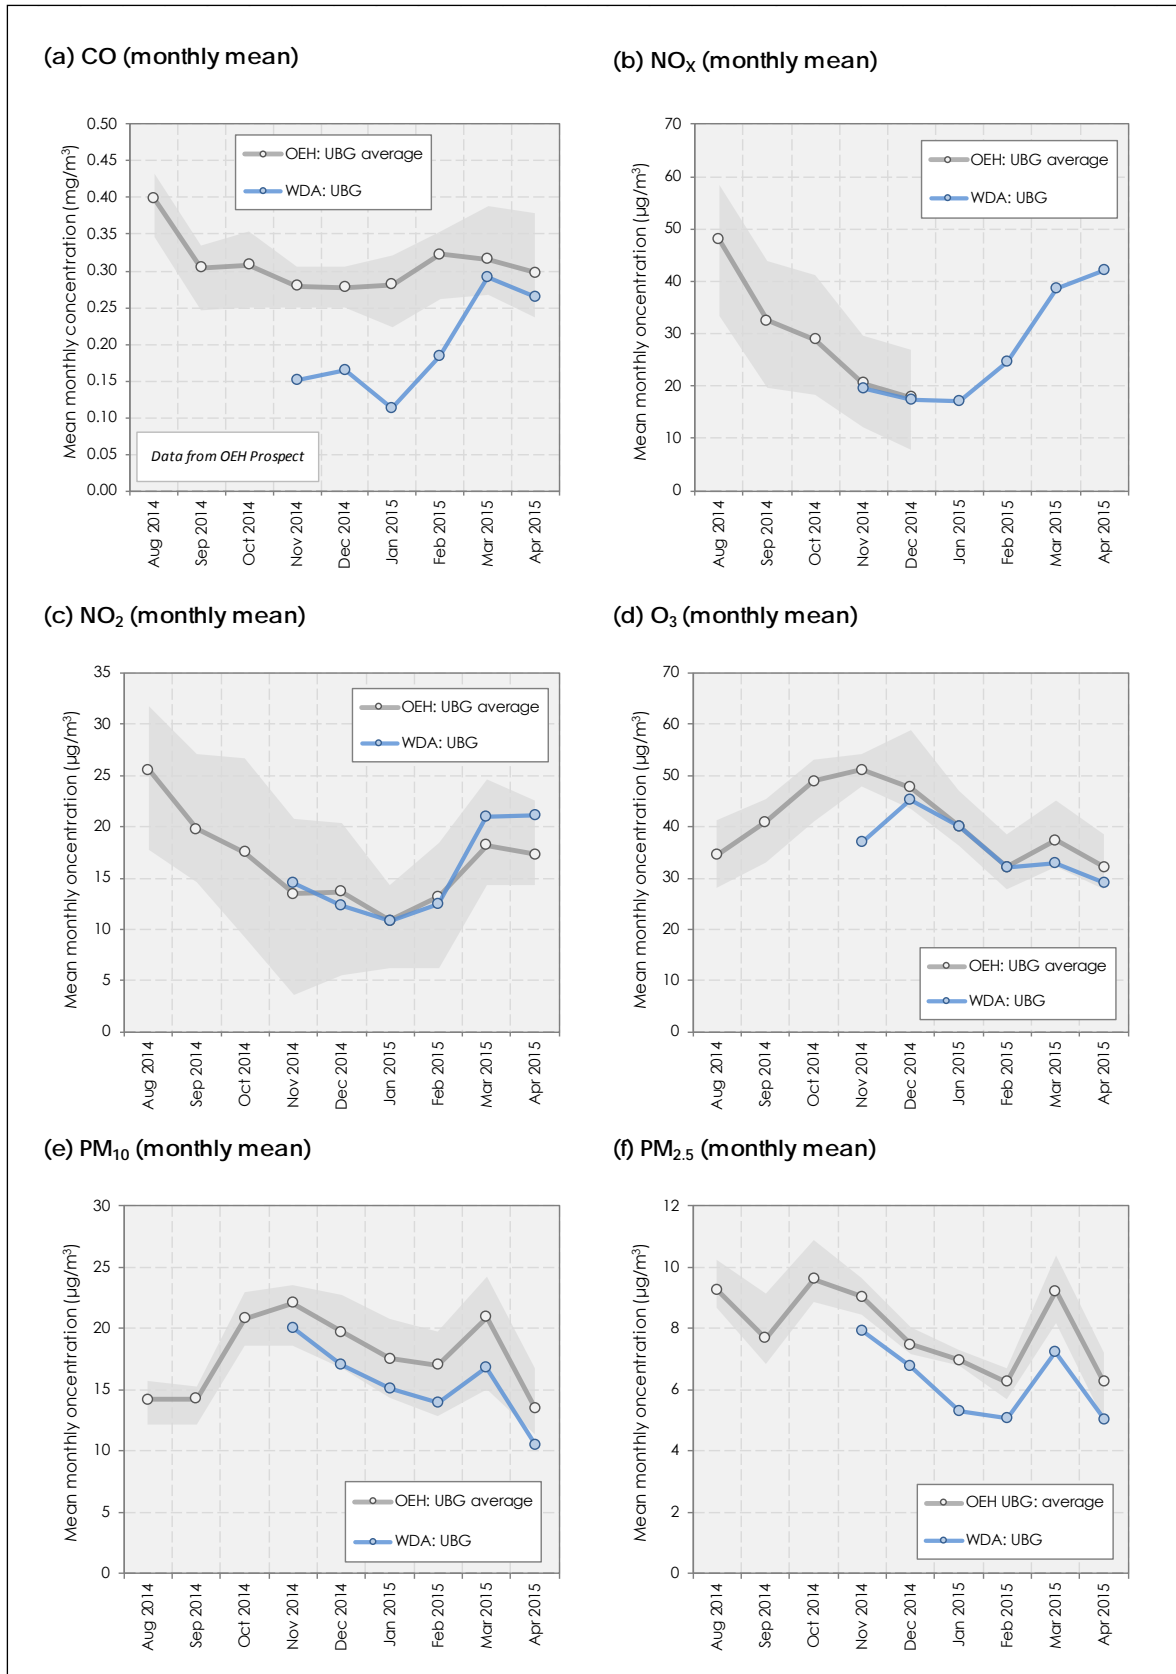 (a) CO (monthly mean)
Mean monthly concentration (mg/m³)
0.50
0.45
0.40
0.35
0.30
0.25
0.20
0.15
0.10
0.05
0.00
OEH: UBG average
WDA: UBG
Data from OEH Prospect
Aug 2014
Sep 2014
Oct 2014
Nov 2014
Dec 2014
Jan 2015
Feb 2015
Mar 2015
Apr 2015
(b) NOX (monthly mean)
Mean monthly oncentration (µg/m³)
70
60
50
40
30
20
10
0
OEH: UBG average
WDA: UBG
Aug 2014
Sep 2014
Oct 2014
Nov 2014
Dec 2014
Jan 2015
Feb 2015
Mar 2015
Apr 2015
(c) NO₂ (monthly mean)
Mean monthly oncentration (µg/m³)
35
30
25
20
15
10
5
0
OEH: UBG average
WDA: UBG
Aug 2014
Sep 2014
Oct 2014
Nov 2014
Dec 2014
Jan 2015
Feb 2015
Mar 2015
Apr 2015
(d) O₃ (monthly mean)
Mean monthly oncentration (µg/m³)
70
60
50
40
30
20
10
0
OEH: UBG average
WDA: UBG
Aug 2014
Sep 2014
Oct 2014
Nov 2014
Dec 2014
Jan 2015
Feb 2015
Mar 2015
Apr 2015
(e) PM₁₀ (monthly mean)
Mean monthly oncentration (µg/m³)
30
25
20
15
10
5
0
OEH: UBG average
WDA: UBG
Aug 2014
Sep 2014
Oct 2014
Nov 2014
Dec 2014
Jan 2015
Feb 2015
Mar 2015
Apr 2015
(f) PM₂.₅ (monthly mean)
Mean monthly oncentration (µg/m³)
12
10
8
6
4
2
0
OEH UBG: average
WDA: UBG
Aug 2014
Sep 2014
Oct 2014
Nov 2014
Dec 2014
Jan 2015
Feb 2015
Mar 2015
Apr 2015